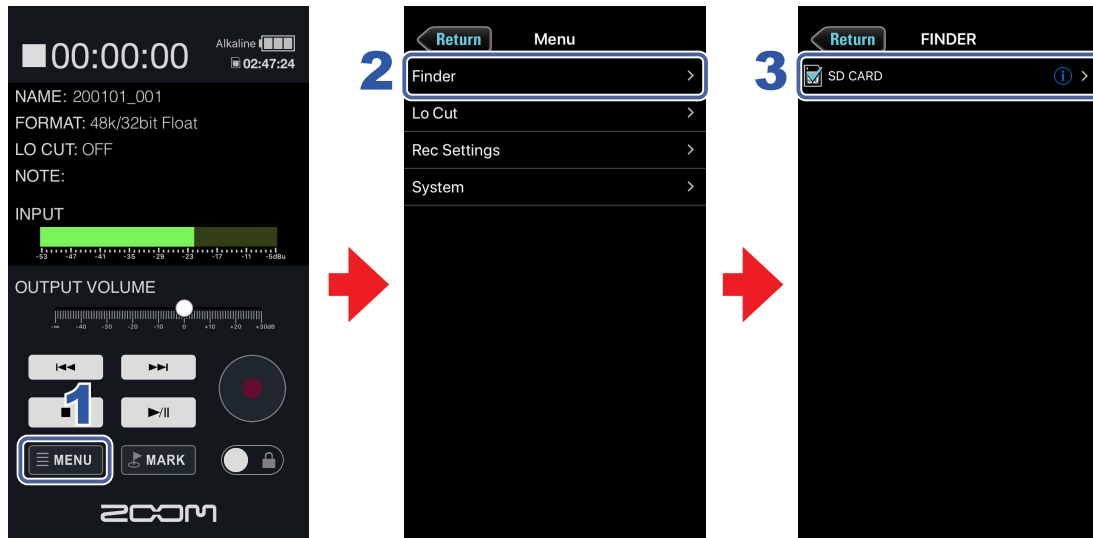 00:00:00
Alkaline
02:47:24
NAME: 200101_001
FORMAT: 48k/32bit Float
LO CUT: OFF
NOTE:
INPUT
-53 -47 -41 -35 -29 -23 -17 -11 -5dBu
OUTPUT VOLUME
-∞ -40 -30 -20 -10 0 +10 +20 +30dB
1
MENU
MARK
ZOOM
2
Return
Menu
Finder
Lo Cut
Rec Settings
System
3
Return
FINDER
SD CARD